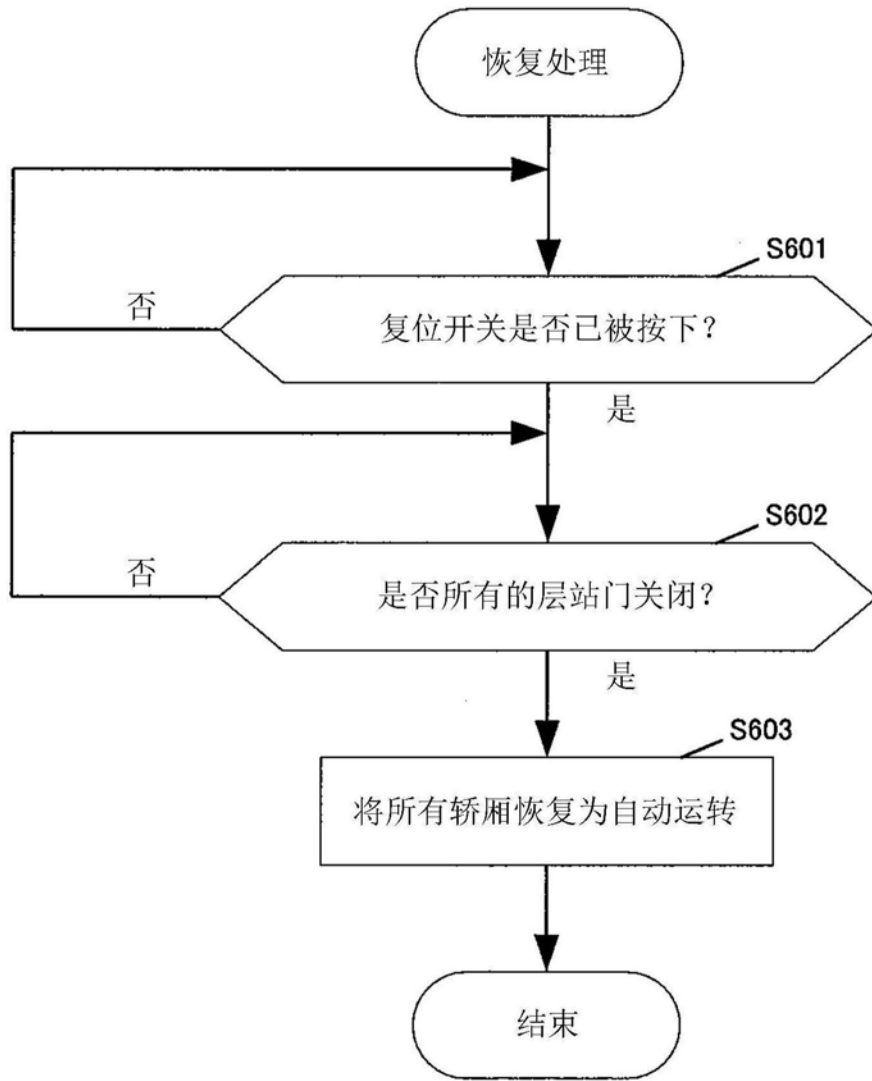 恢复处理
S601
复位开关是否已被按下?
否
是
S602
是否所有的层站门关闭?
否
是
S603
将所有轿厢恢复为自动运转
结束